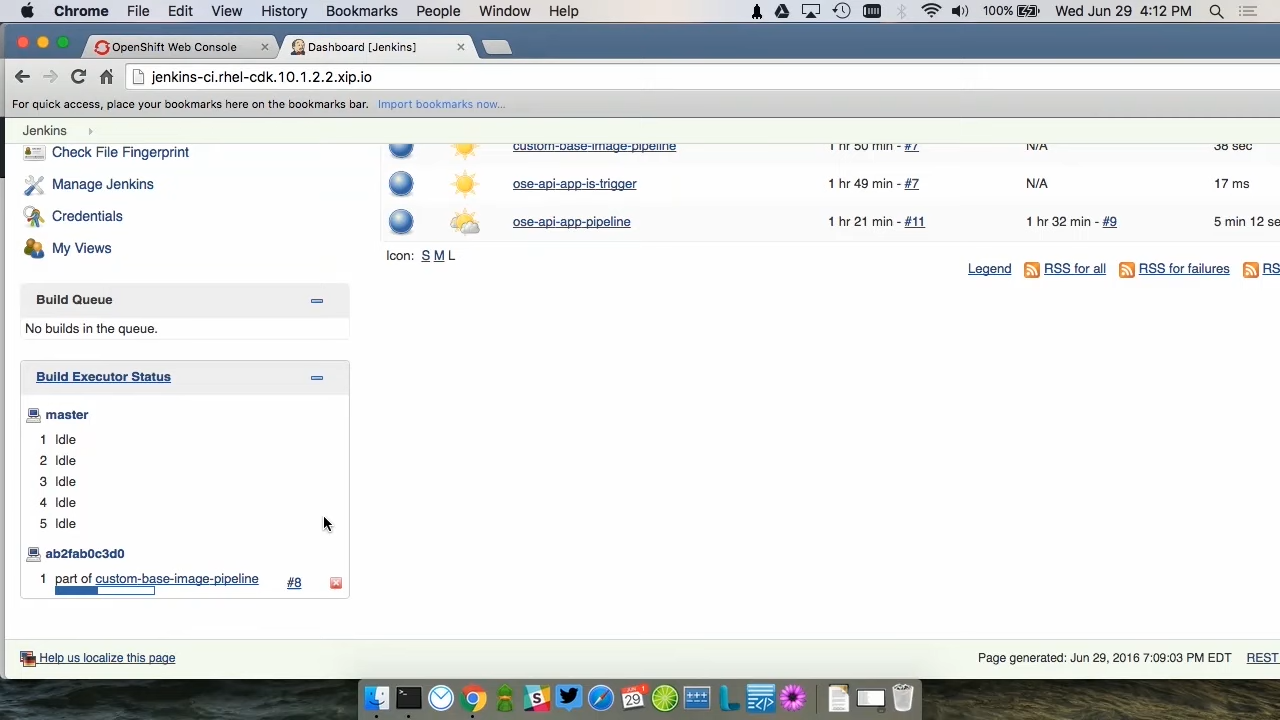 Chrome File Edit View History Bookmarks People Window Help 100% Wed Jun 29 4:12 PM
OpenShift Web Console Dashboard [Jenkins]
jenkins-ci.rhel-cdk.10.1.2.2.xip.io
For quick access, place your bookmarks here on the bookmarks bar. Import bookmarks now...
Jenkins
Check File Fingerprint
Manage Jenkins
Credentials
My Views
custom-base-image-pipeline 1 hr 50 min - #7 N/A 38 sec
ose-api-app-is-trigger 1 hr 49 min - #7 N/A 17 ms
ose-api-app-pipeline 1 hr 21 min - #11 1 hr 32 min - #9 5 min 12 se
Icon: S M L
Legend RSS for all RSS for failures RS
Build Queue
No builds in the queue.
Build Executor Status
master
1 Idle
2 Idle
3 Idle
4 Idle
5 Idle
ab2fab0c3d0
1 part of custom-base-image-pipeline #8
Help us localize this page
Page generated: Jun 29, 2016 7:09:03 PM EDT REST
29